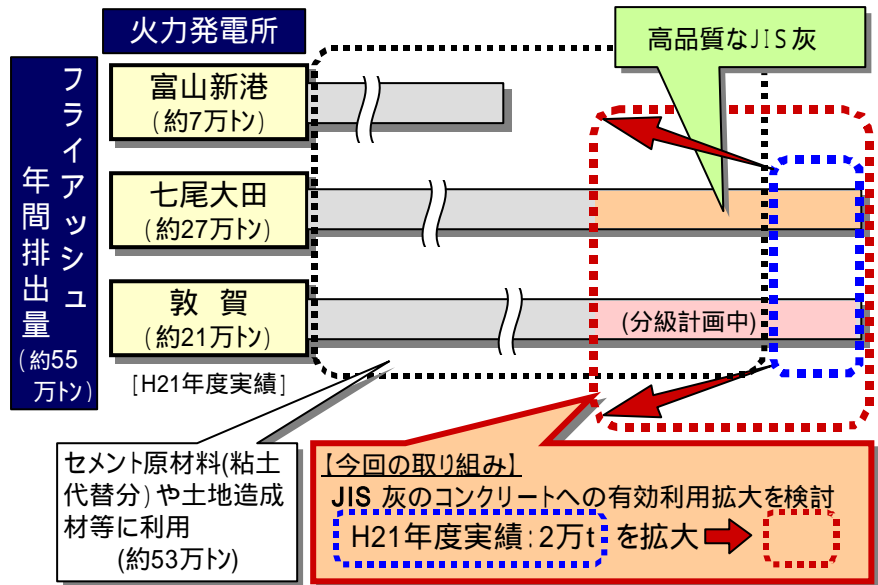 火力発電所
高品質なJIS灰
フライアッシュ
年間排出量
(約55
万トン)
富山新港
(約7万トン)
七尾大田
(約27万トン)
敦 賀
(約21万トン)
(分級計画中)
[H21年度実績]
セメント原材料(粘土
代替分)や土地造成
材等に利用
(約53万トン)
【今回の取り組み】
JIS 灰のコンクリートへの有効利用拡大を検討
H21年度実績:2万t を拡大